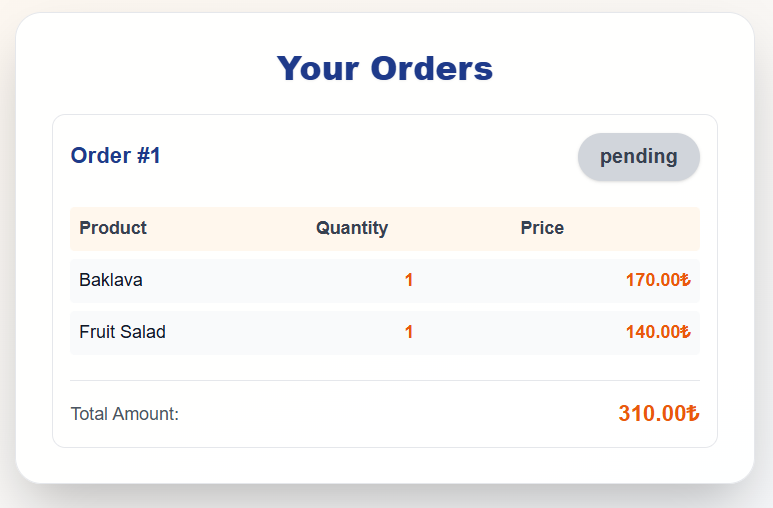 Your Orders
Order #1 pending
Product Quantity Price
Baklava 1 170.00₺
Fruit Salad 1 140.00₺
Total Amount: 310.00₺